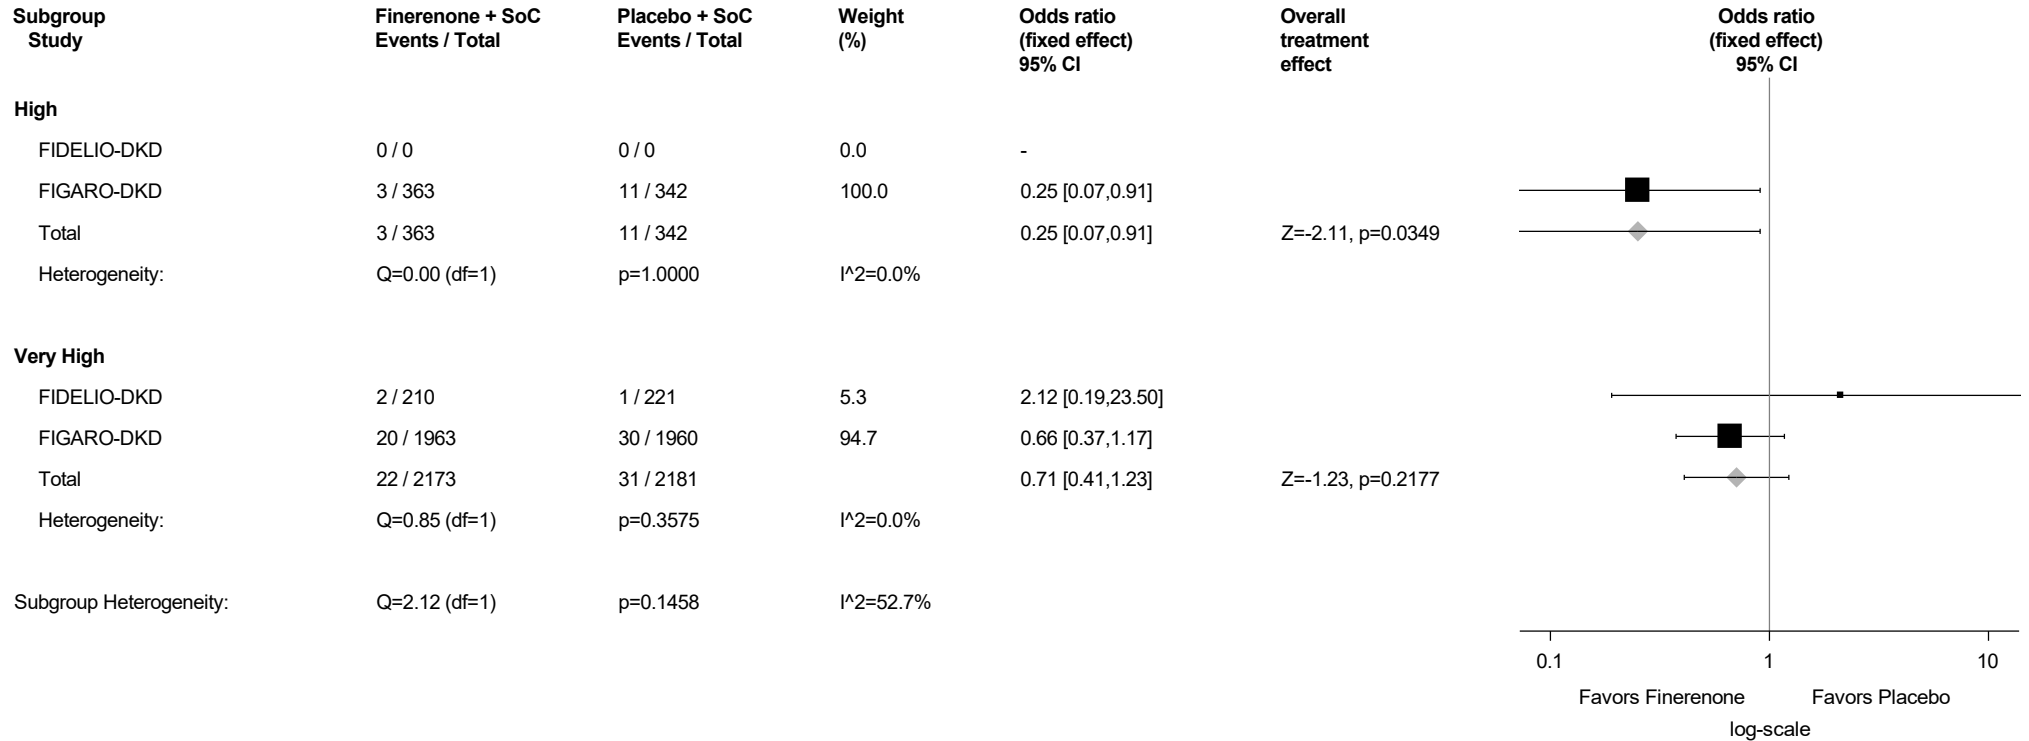 Subgroup Finerenone + SoC Placebo + SoC Weight Odds ratio Overall Odds ratio
Study Events / Total Events / Total (%) (fixed effect) treatment (fixed effect)
95% CI effect 95% CI
High
FIDELIO-DKD 0 / 0 0 / 0 0.0 -
FIGARO-DKD 3 / 363 11 / 342 100.0 0.25 [0.07,0.91]
Total 3 / 363 11 / 342 0.25 [0.07,0.91] Z=-2.11, p=0.0349
Heterogeneity: Q=0.00 (df=1) p=1.0000 I^2=0.0%
Very High
FIDELIO-DKD 2 / 210 1 / 221 5.3 2.12 [0.19,23.50]
FIGARO-DKD 20 / 1963 30 / 1960 94.7 0.66 [0.37,1.17]
Total 22 / 2173 31 / 2181 0.71 [0.41,1.23] Z=-1.23, p=0.2177
Heterogeneity: Q=0.85 (df=1) p=0.3575 I^2=0.0%
Subgroup Heterogeneity: Q=2.12 (df=1) p=0.1458 I^2=52.7%
0.1 1 10
Favors Finerenone Favors Placebo
log-scale